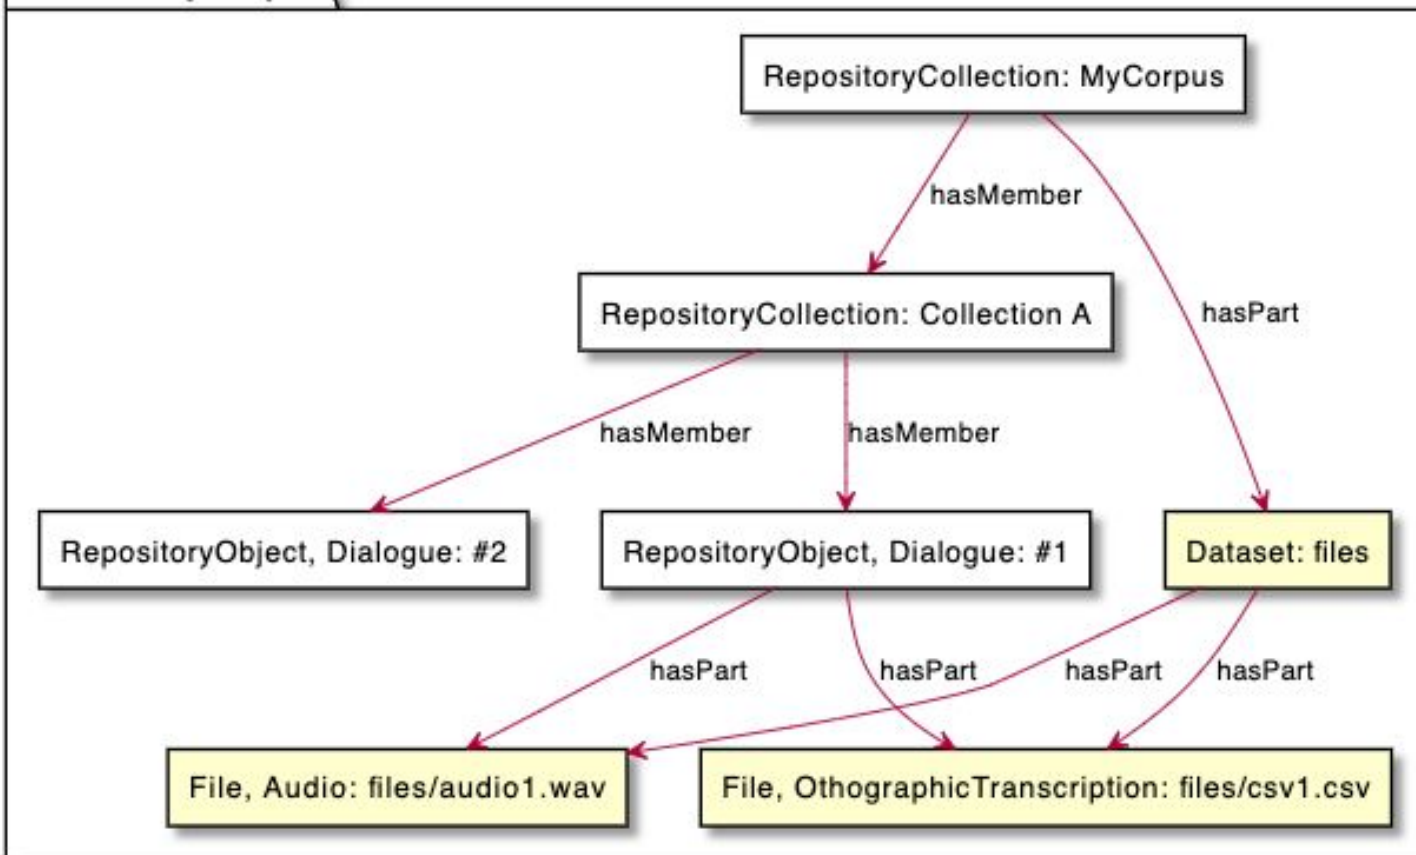 RepositoryCollection: MyCorpus
hasMember
RepositoryCollection: Collection A
hasPart
hasMember
hasMember
RepositoryObject, Dialogue: #2
RepositoryObject, Dialogue: #1
Dataset: files
hasPart
hasPart
hasPart
hasPart
File, Audio: files/audio1.wav
File, OthographicTranscription: files/csv1.csv